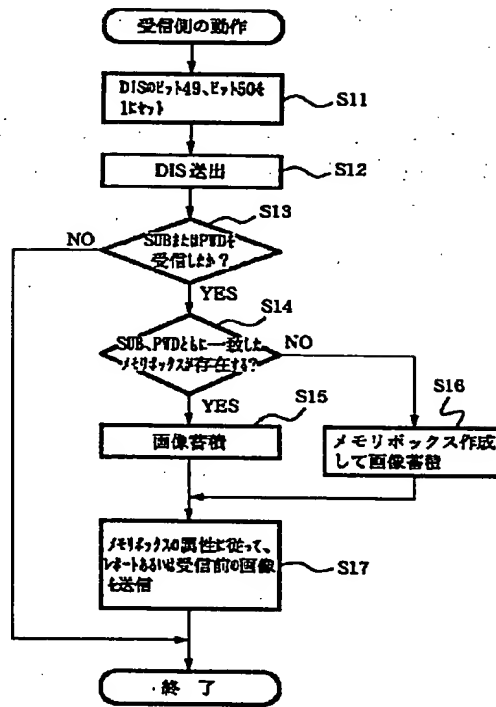 受信側の動作
DISのビット49、ビット50を
1にセット
S11
DIS送出
S12
S13
NO
SUBまたはPWDを
受信したか？
YES
S14
SUB、PWDともに一致した
メモリボックスが存在する?
NO
YES
S15
S16
画像蓄積
メモリボックス作成
して画像蓄積
メモリボックスの属性に従って、
レポートあるいは受信前の画像
を送信
S17
終了